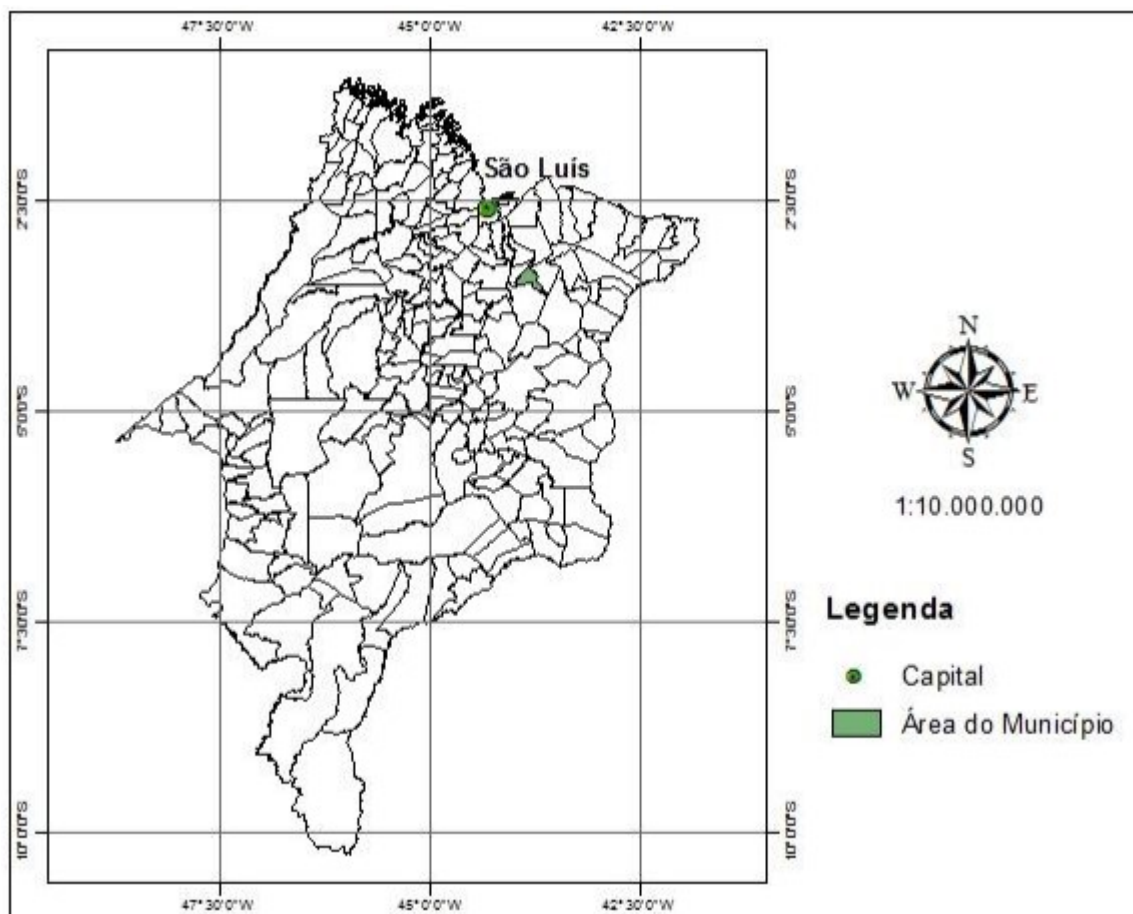 47°30'0"W 45°0'0"W 42°30'0"W
São Luís
2°30'0"S 2°30'0"S
5°0'0"S 5°0'0"S
7°30'0"S 7°30'0"S
10°0'0"S 10°0'0"S
47°30'0"W 45°0'0"W 42°30'0"W
N
W E
S
1:10.000.000
Legenda
Capital
Área do Município